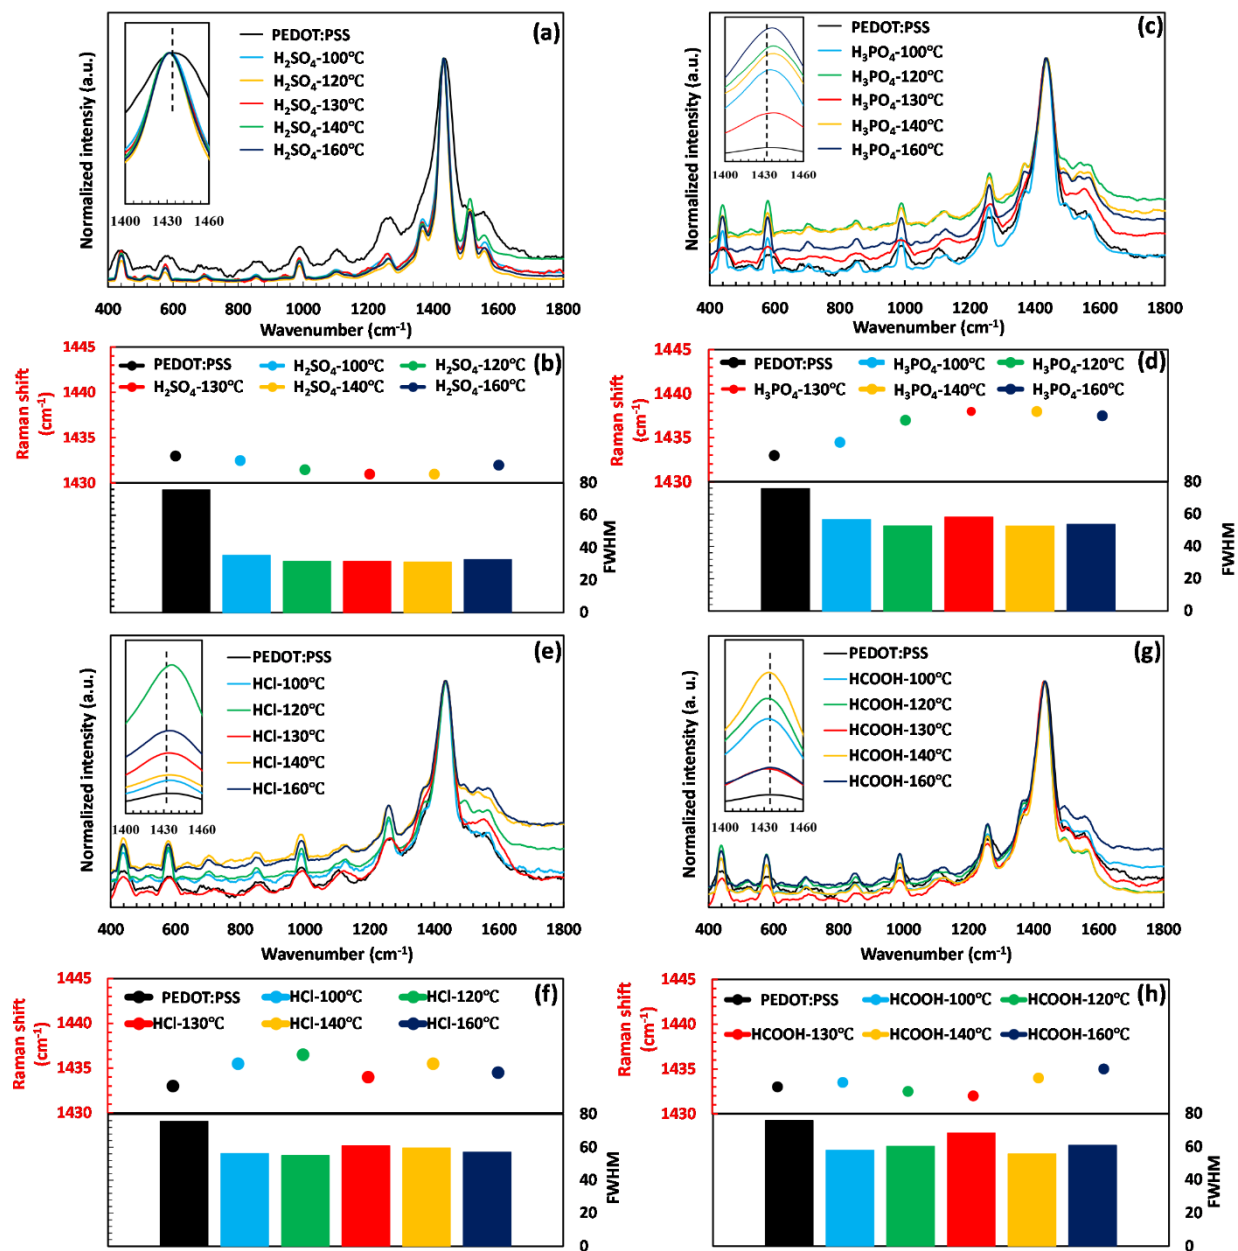 (a)
Normalized intensiy (a.u.)
PEDOT:PSS
H₂SO₄-100℃
H₂SO₄-120℃
H₂SO₄-130℃
H₂SO₄-140℃
H₂SO₄-160℃
1400 1430 1460
400 600 800 1000 1200 1400 1600 1800
Wavenumber (cm⁻¹)
(c)
Normalized intensity (a.u.)
PEDOT:PSS
H₃PO₄-100℃
H₃PO₄-120℃
H₃PO₄-130℃
H₃PO₄-140℃
H₃PO₄-160℃
1400 1430 1460
400 600 800 1000 1200 1400 1600 1800
Wavenumber (cm⁻¹)
(b)
Raman shift
(cm⁻¹)
1445
1440
1435
1430
PEDOT:PSS H₂SO₄-100℃ H₂SO₄-120℃
H₂SO₄-130℃ H₂SO₄-140℃ H₂SO₄-160℃
80
60
40
20
0
FWHM
(d)
Raman shift
(cm⁻¹)
1445
1440
1435
1430
PEDOT:PSS H₃PO₄-100℃ H₃PO₄-120℃
H₃PO₄-130℃ H₃PO₄-140℃ H₃PO₄-160℃
80
60
40
20
0
FWHM
(e)
Normalized intensity (a.u.)
PEDOT:PSS
HCl-100℃
HCl-120℃
HCl-130℃
HCl-140℃
HCl-160℃
1400 1430 1460
400 600 800 1000 1200 1400 1600 1800
Wavenumber (cm⁻¹)
(g)
Normalized intensity (a. u.)
PEDOT:PSS
HCOOH-100℃
HCOOH-120℃
HCOOH-130℃
HCOOH-140℃
HCOOH-160℃
1400 1430 1460
400 600 800 1000 1200 1400 1600 1800
Wavenumber (cm⁻¹)
(f)
Raman shift
(cm⁻¹)
1445
1440
1435
1430
PEDOT:PSS HCl-100℃ HCl-120℃
HCl-130℃ HCl-140℃ HCl-160℃
80
60
40
20
0
FWHM
(h)
Raman shift
(cm⁻¹)
1445
1440
1435
1430
PEDOT:PSS HCOOH-100℃ HCOOH-120℃
HCOOH-130℃ HCOOH-140℃ HCOOH-160℃
80
60
40
20
0
FWHM